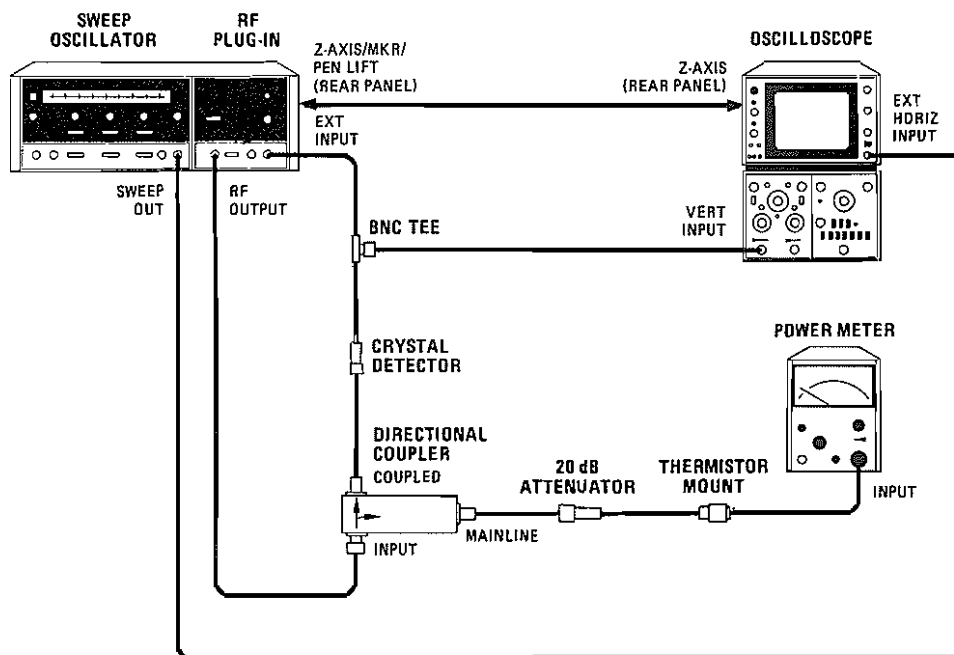 SWEEP
OSCILLATOR
RF
PLUG-IN
Z-AXIS/MKR/
PEN LIFT
(REAR PANEL)
Z-AXIS
(REAR PANEL)
OSCILLOSCOPE
EXT
HORIZ
INPUT
EXT
INPUT
SWEEP
OUT
RF
OUTPUT
BNC TEE
VERT
INPUT
CRYSTAL
DETECTOR
POWER METER
DIRECTIONAL
COUPLER
COUPLED
20 dB
ATTENUATOR
THERMISTOR
MOUNT
INPUT
MAINLINE
INPUT